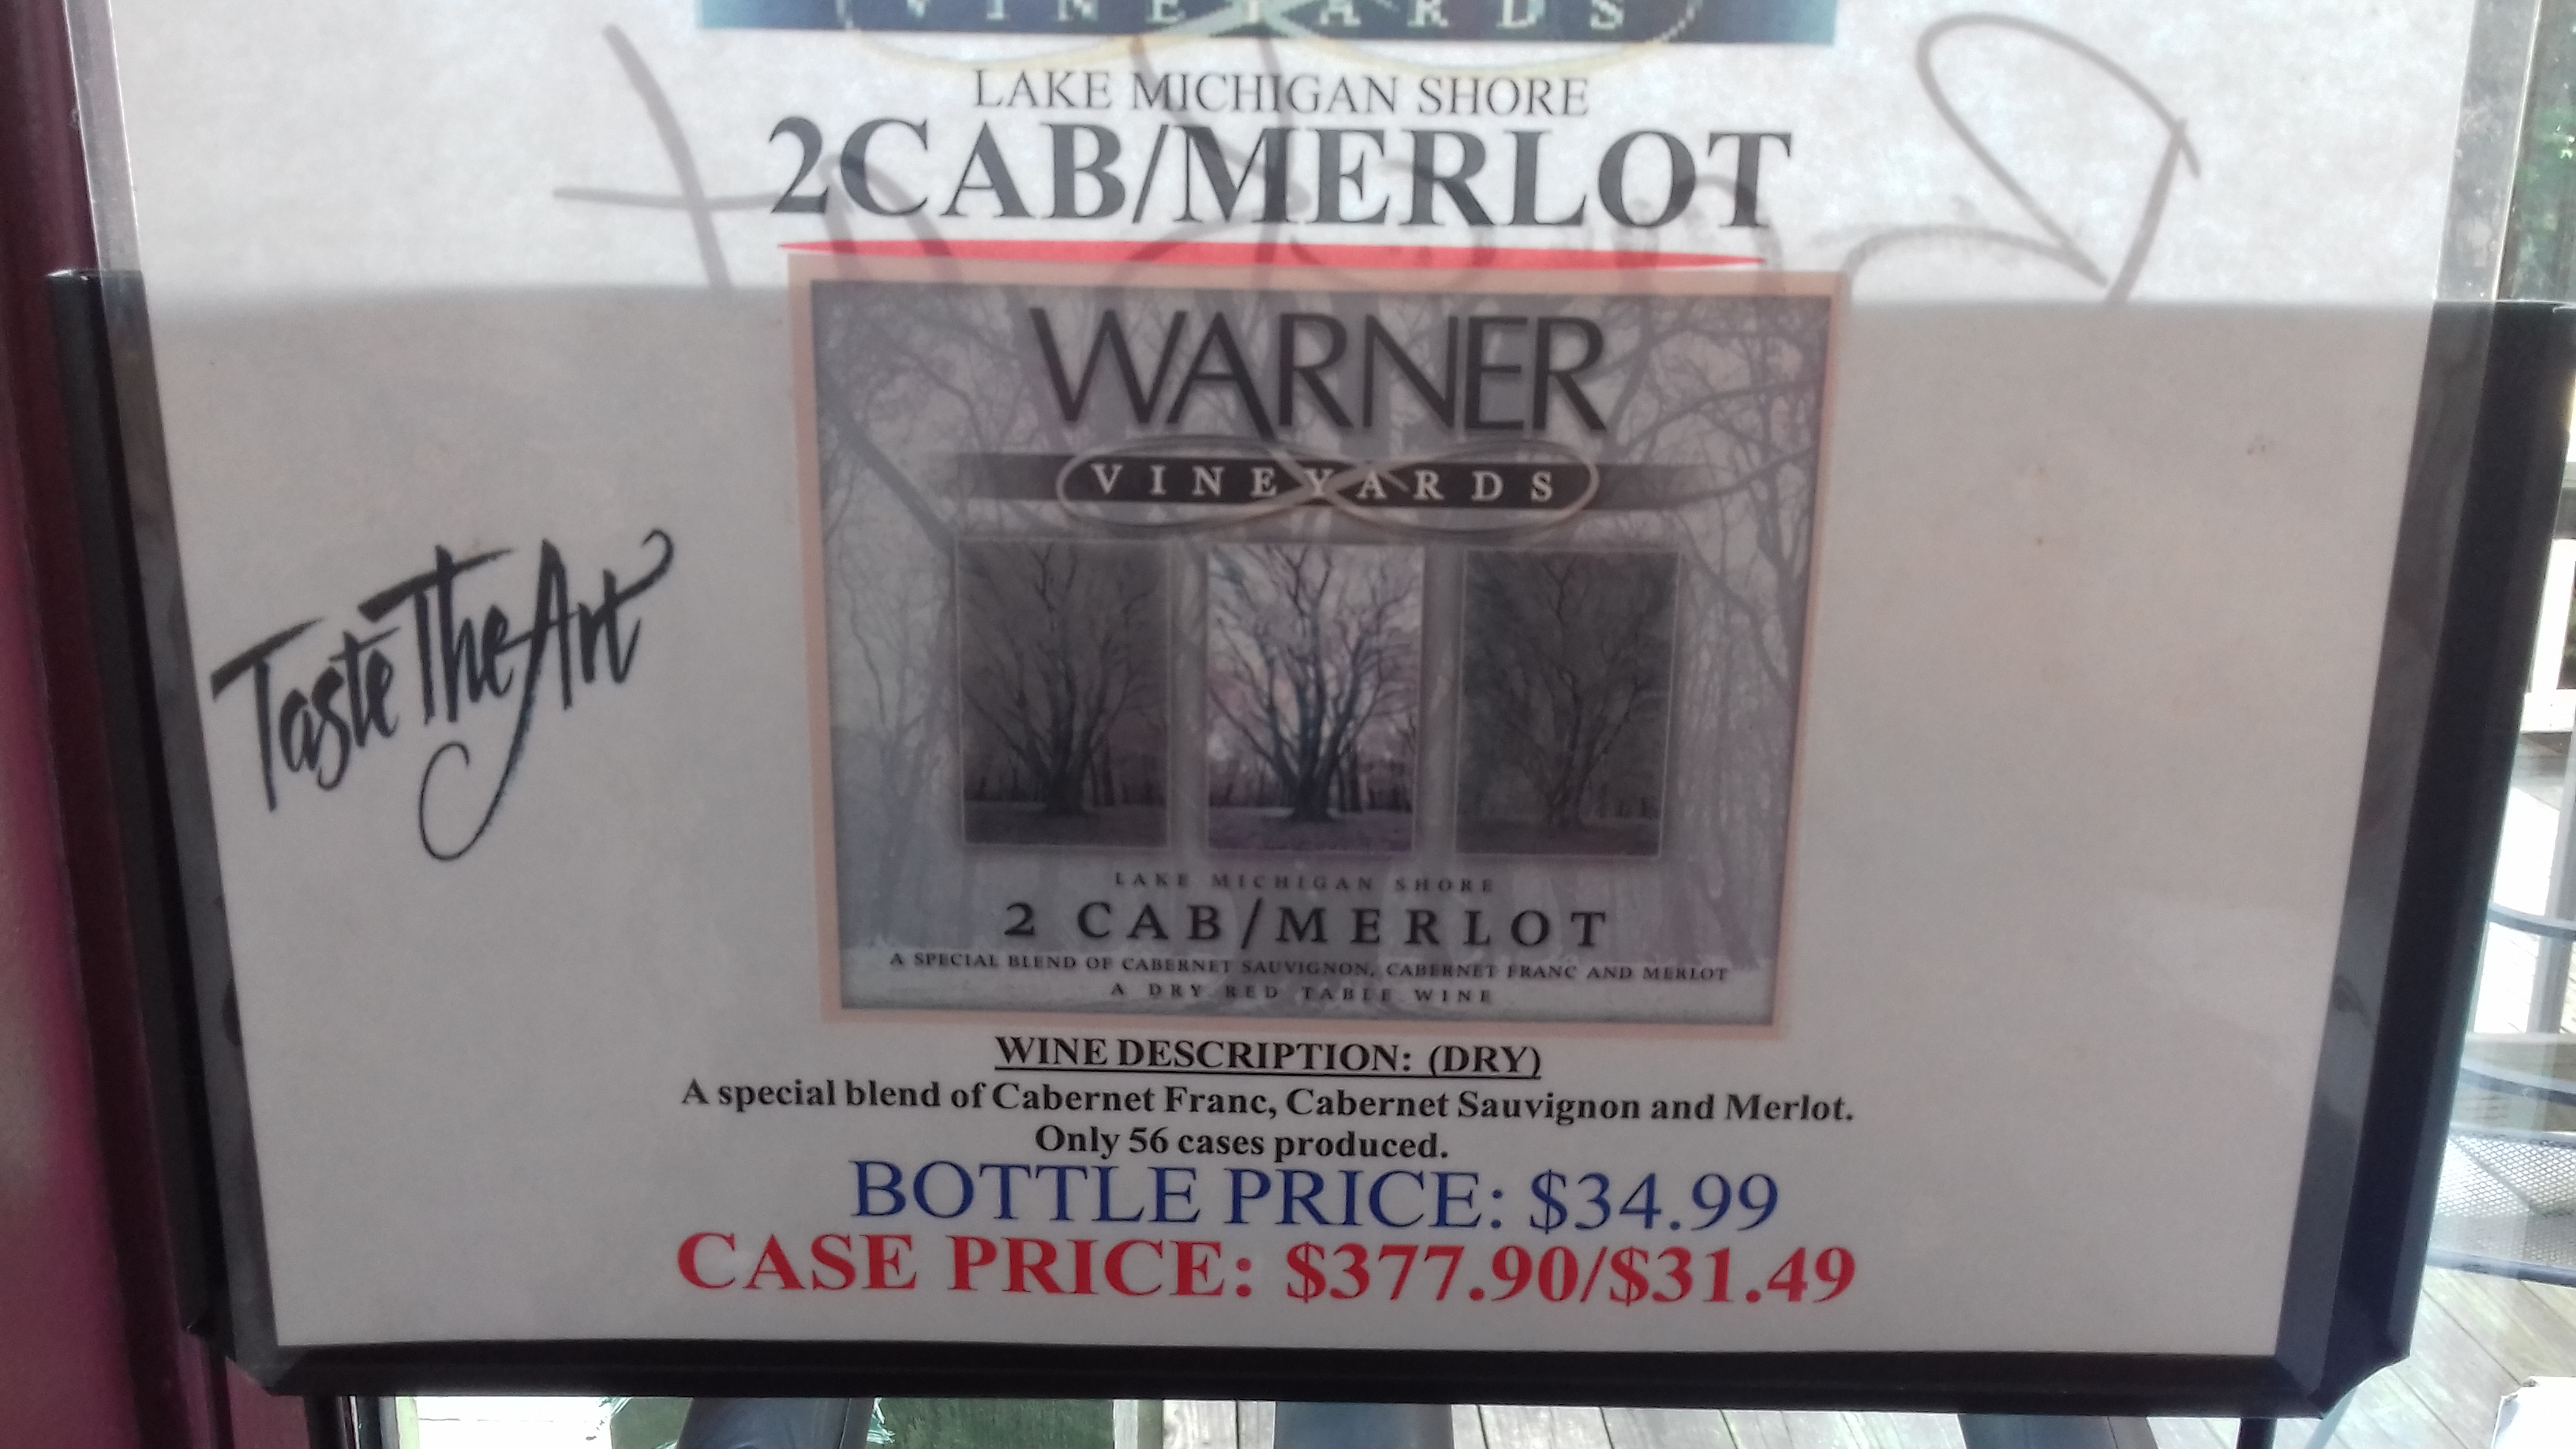 VINEYARDS
LAKE MICHIGAN SHORE
2CAB/MERLOT
WARNER
VINEYARDS
Taste The Art
LAKE MICHIGAN SHORE
2 CAB/MERLOT
A SPECIAL BLEND OF CABERNET SAUVIGNON, CABERNET FRANC AND MERLOT
A DRY RED TABLE WINE
WINE DESCRIPTION: (DRY)
A special blend of Cabernet Franc, Cabernet Sauvignon and Merlot.
Only 56 cases produced.
BOTTLE PRICE: $34.99
CASE PRICE: $377.90/$31.49